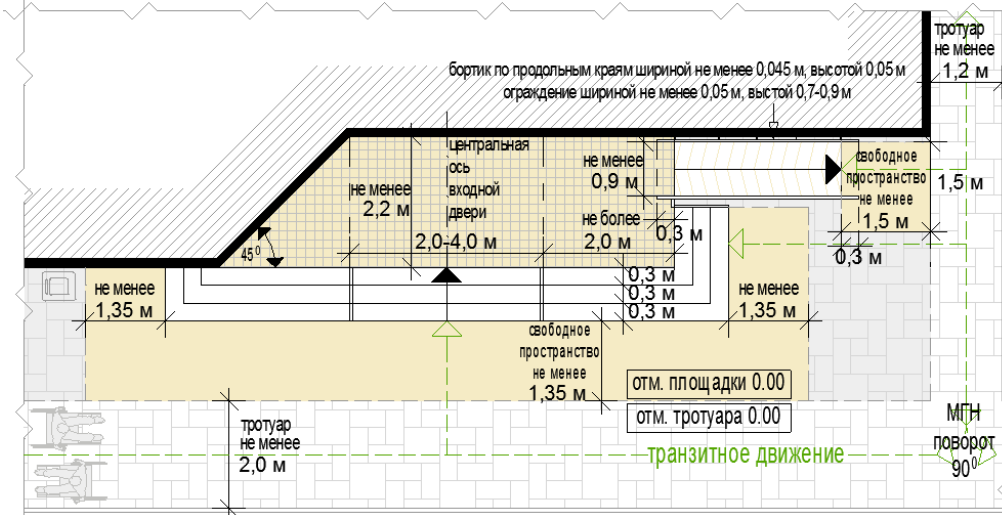 тротуар
не менее
1,2 м
бортик по продольным краям шириной не менее 0,045 м, высотой 0,05 м
ограждение шириной не менее 0,05 м, выстой 0,7-0,9 м
центральная
ось
входной
двери
не менее
2,2 м
не менее
0,9 м
свободное
пространство
не менее
1,5 м
1,5 м
не более
2,0 м
2,0-4,0 м
0,3 м
0,3 м
45⁰
0,3 м
0,3 м
0,3 м
не менее
1,35 м
не менее
1,35 м
свободное
пространство
не менее
1,35 м
отм. площадки 0.00
отм. тротуара 0.00
тротуар
не менее
2,0 м
транзитное движение
МГН
поворот
90⁰